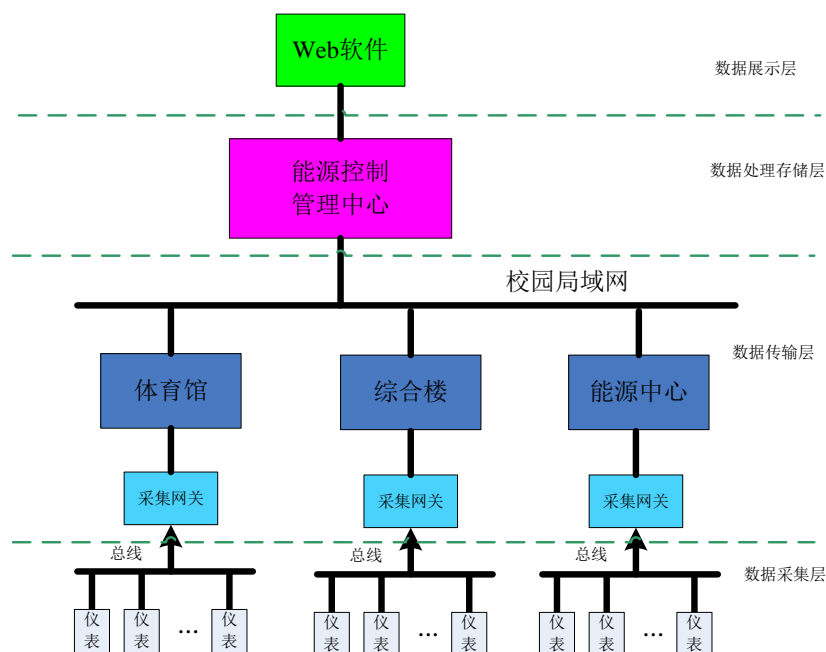 Web软件
数据展示层
能源控制
管理中心
数据处理存储层
校园局域网
数据传输层
体育馆
综合楼
能源中心
采集网关
采集网关
采集网关
总线
总线
总线
数据采集层
仪表
仪表
...
仪表
仪表
仪表
...
仪表
仪表
仪表
...
仪表